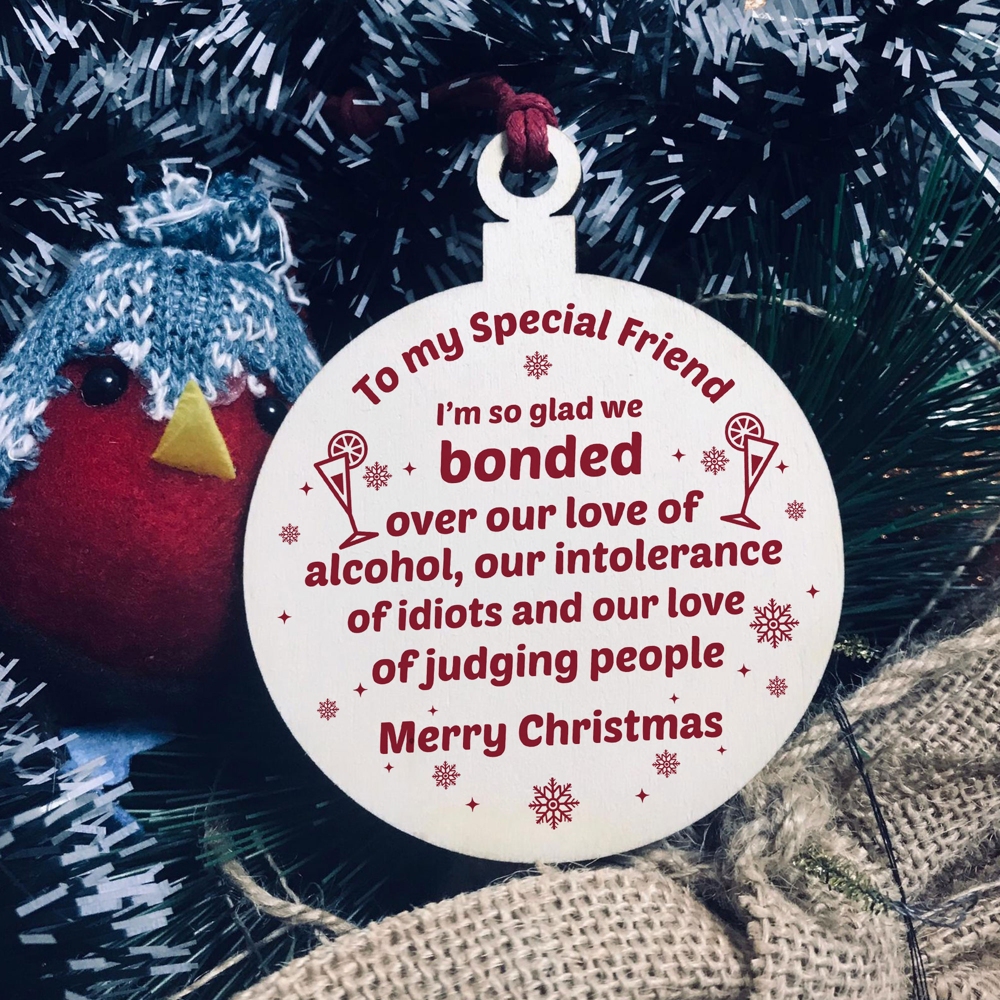 To my Special Friend
I'm so glad we
bonded
over our love of
alcohol, our intolerance
of idiots and our love
of judging people
Merry Christmas